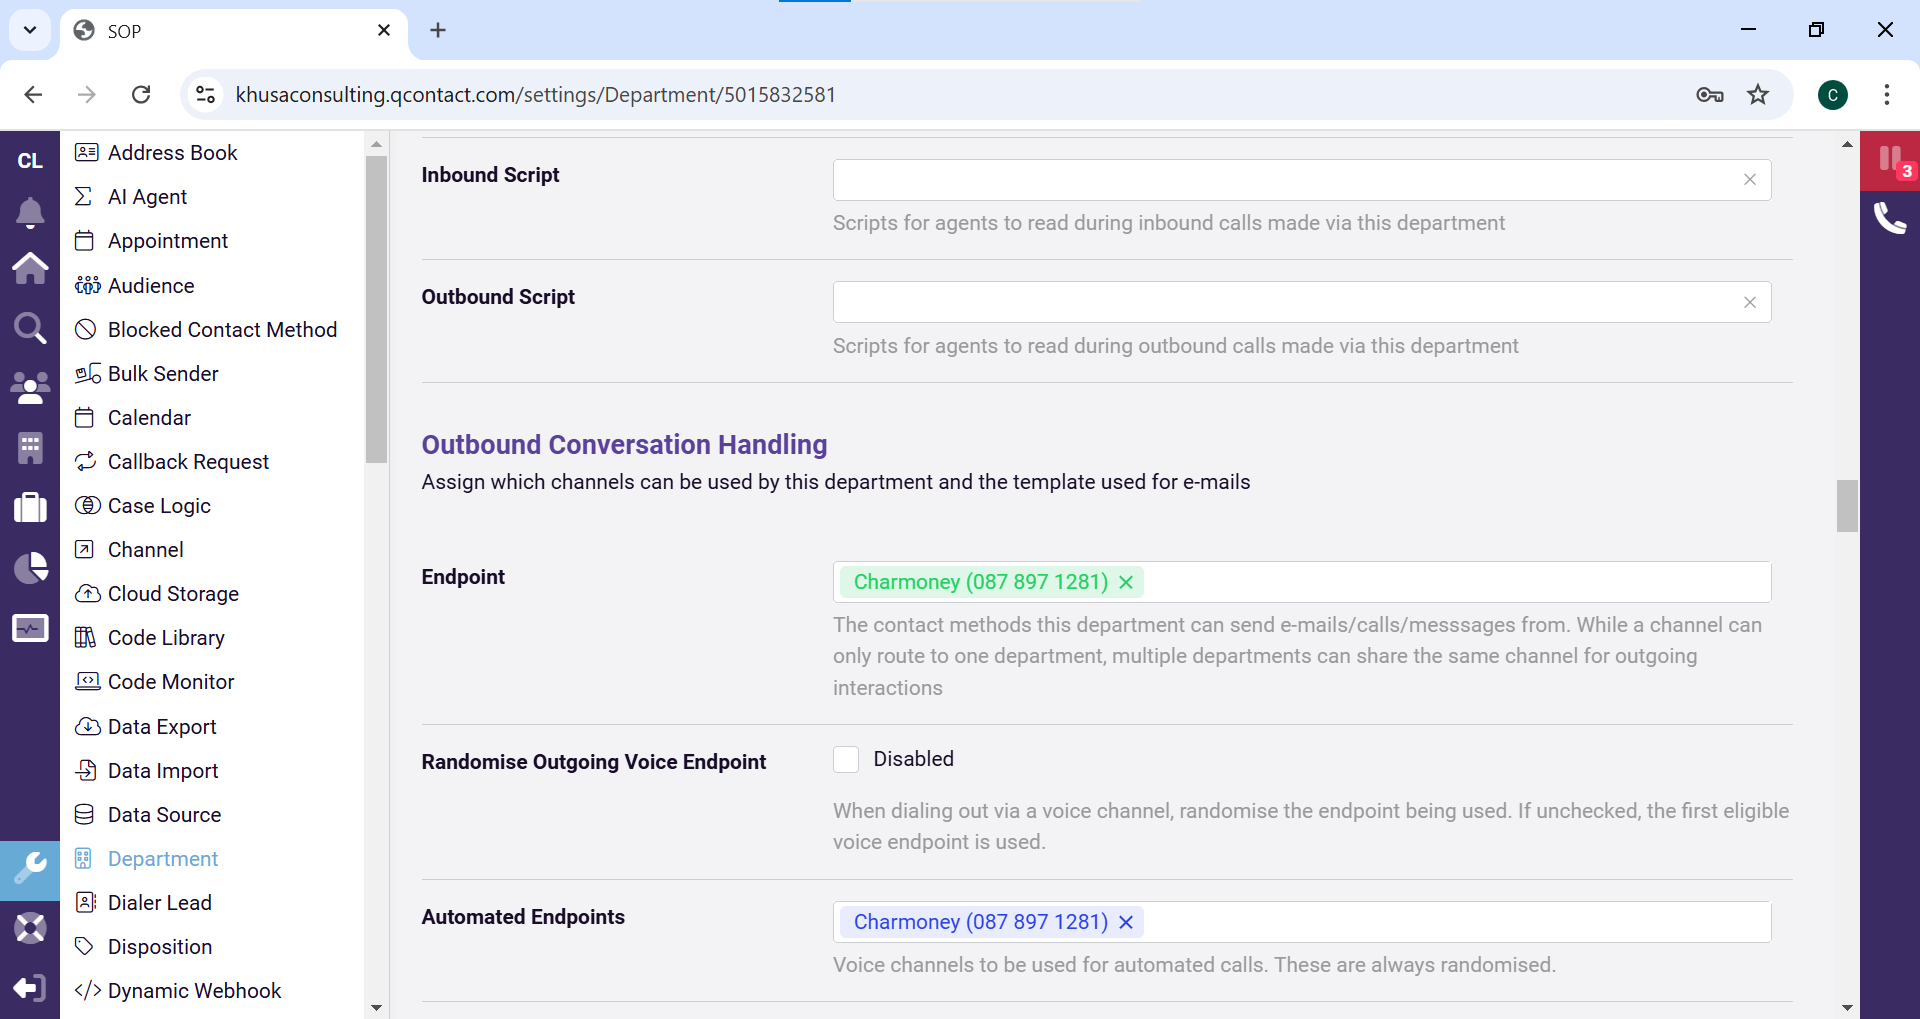 SOP
khusaconsulting.qcontact.com/settings/Department/5015832581
C
CL
3
Address Book
AI Agent
Appointment
Audience
Blocked Contact Method
Bulk Sender
Calendar
Callback Request
Case Logic
Channel
Cloud Storage
Code Library
Code Monitor
Data Export
Data Import
Data Source
Department
Dialer Lead
Disposition
Dynamic Webhook
Inbound Script
Scripts for agents to read during inbound calls made via this department
Outbound Script
Scripts for agents to read during outbound calls made via this department
Outbound Conversation Handling
Assign which channels can be used by this department and the template used for e-mails
Endpoint
Charmoney (087 897 1281)
The contact methods this department can send e-mails/calls/messsages from. While a channel can
only route to one department, multiple departments can share the same channel for outgoing
interactions
Randomise Outgoing Voice Endpoint
Disabled
When dialing out via a voice channel, randomise the endpoint being used. If unchecked, the first eligible
voice endpoint is used.
Automated Endpoints
Charmoney (087 897 1281)
Voice channels to be used for automated calls. These are always randomised.